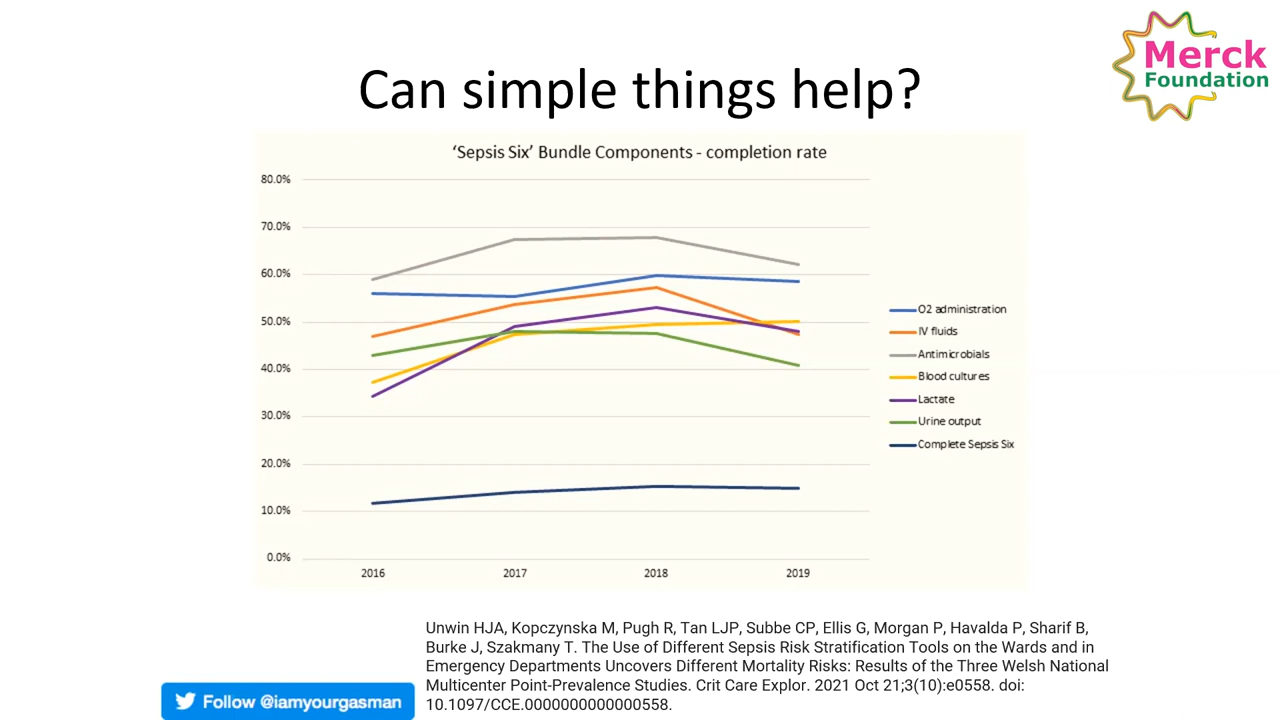 Merck
Foundation
Can simple things help?
‘Sepsis Six’ Bundle Components - completion rate
80.0%
70.0%
60.0%
50.0%
40.0%
30.0%
20.0%
10.0%
0.0%
2016 2017 2018 2019
O2 administration
IV fluids
Antimicrobials
Blood cultures
Lactate
Urine output
Complete Sepsis Six
Unwin HJA, Kopczynska M, Pugh R, Tan LJP, Subbe CP, Ellis G, Morgan P, Havalda P, Sharif B,
Burke J, Szakmany T. The Use of Different Sepsis Risk Stratification Tools on the Wards and in
Emergency Departments Uncovers Different Mortality Risks: Results of the Three Welsh National
Multicenter Point-Prevalence Studies. Crit Care Explor. 2021 Oct 21;3(10):e0558. doi:
10.1097/CCE.0000000000000558.
Follow @iamyourgasman